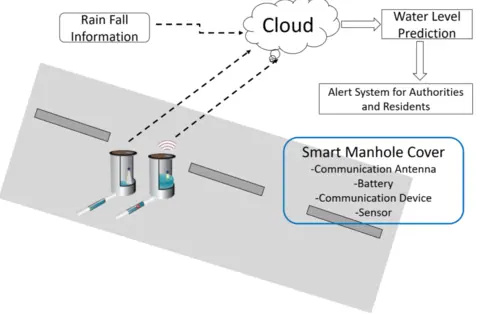 Rain Fall
Information
Cloud
Water Level
Prediction
Alert System for Authorities
and Residents
Smart Manhole Cover
-Communication Antenna
-Battery
-Communication Device
-Sensor